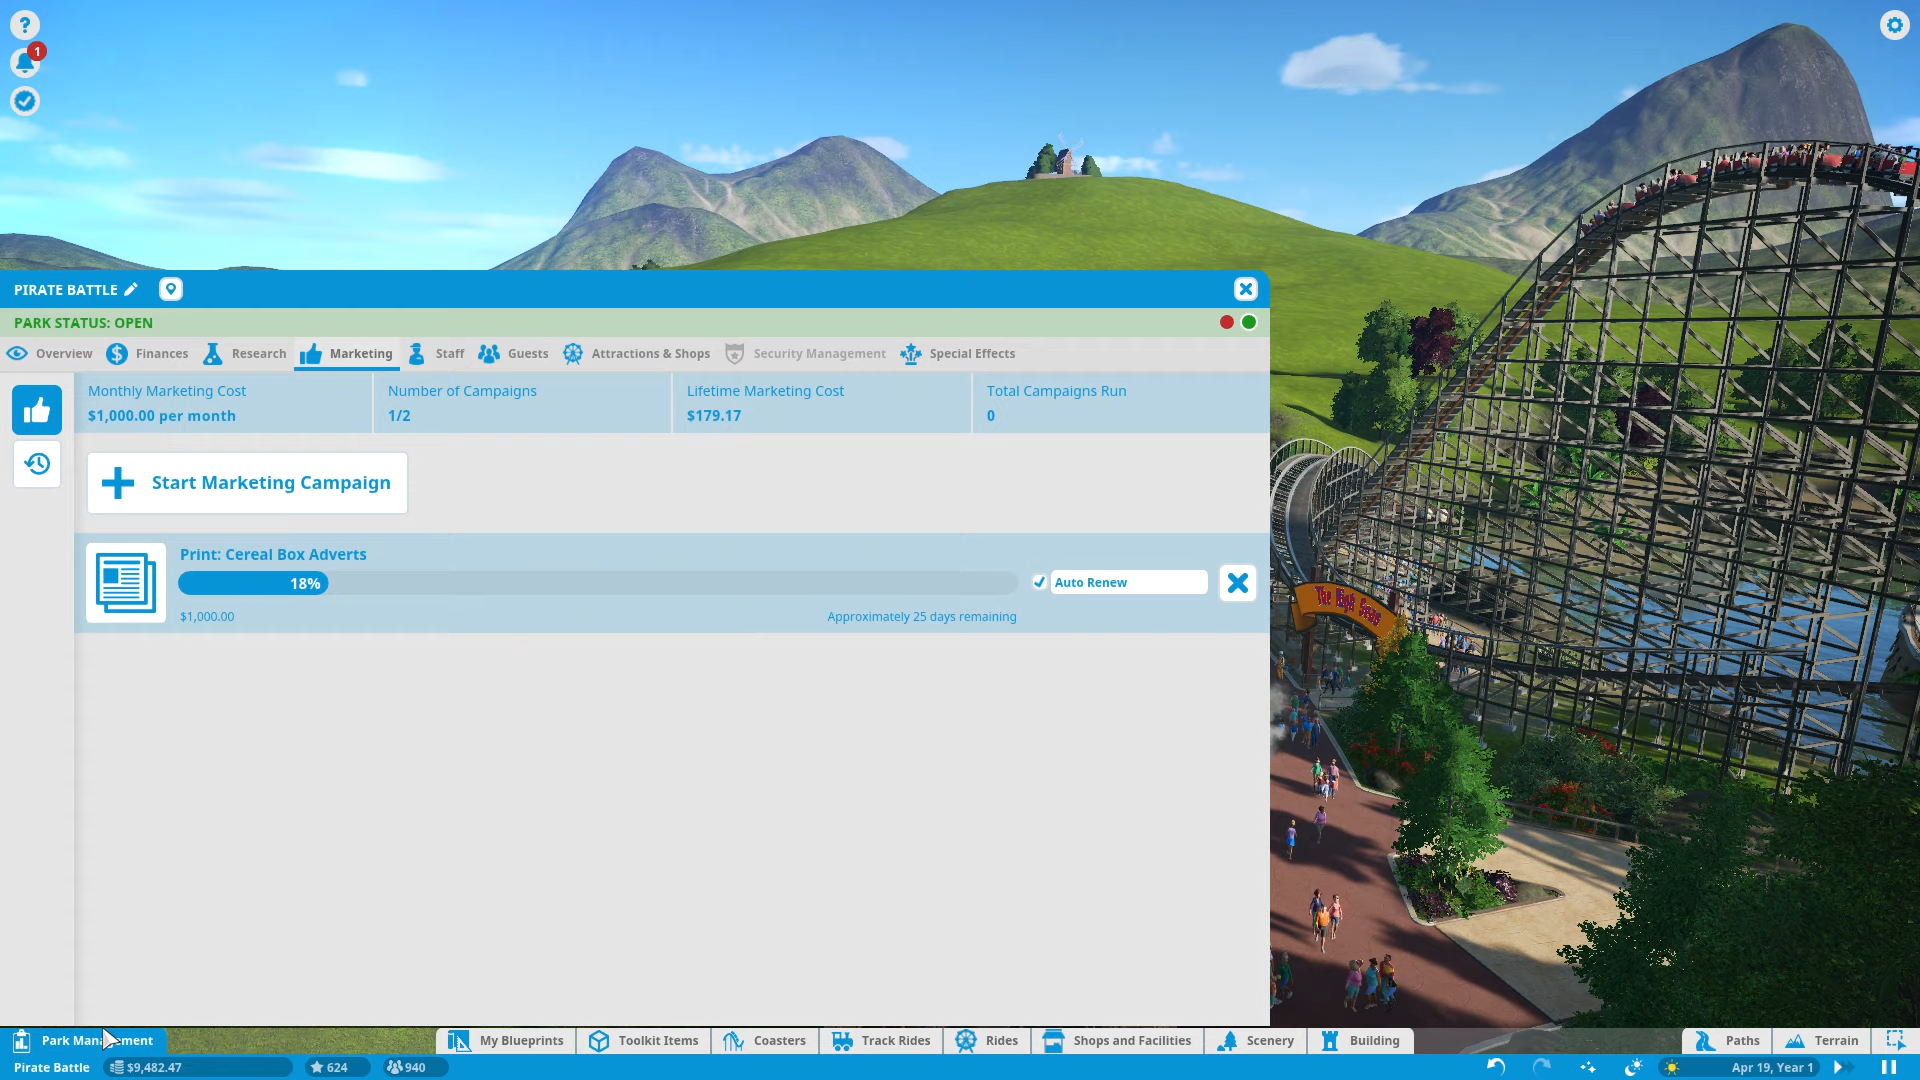 ?
1
PIRATE BATTLE
PARK STATUS: OPEN
Overview
Finances
Research
Marketing
Staff
Guests
Attractions & Shops
Security Management
Special Effects
Monthly Marketing Cost
$1,000.00 per month
Number of Campaigns
1/2
Lifetime Marketing Cost
$179.17
Total Campaigns Run
0
Start Marketing Campaign
Print: Cereal Box Adverts
18%
Auto Renew
$1,000.00
Approximately 25 days remaining
The High Seas
Park Management
My Blueprints
Toolkit Items
Coasters
Track Rides
Rides
Shops and Facilities
Scenery
Building
Paths
Terrain
Pirate Battle
$9,482.47
624
940
Apr 19, Year 1